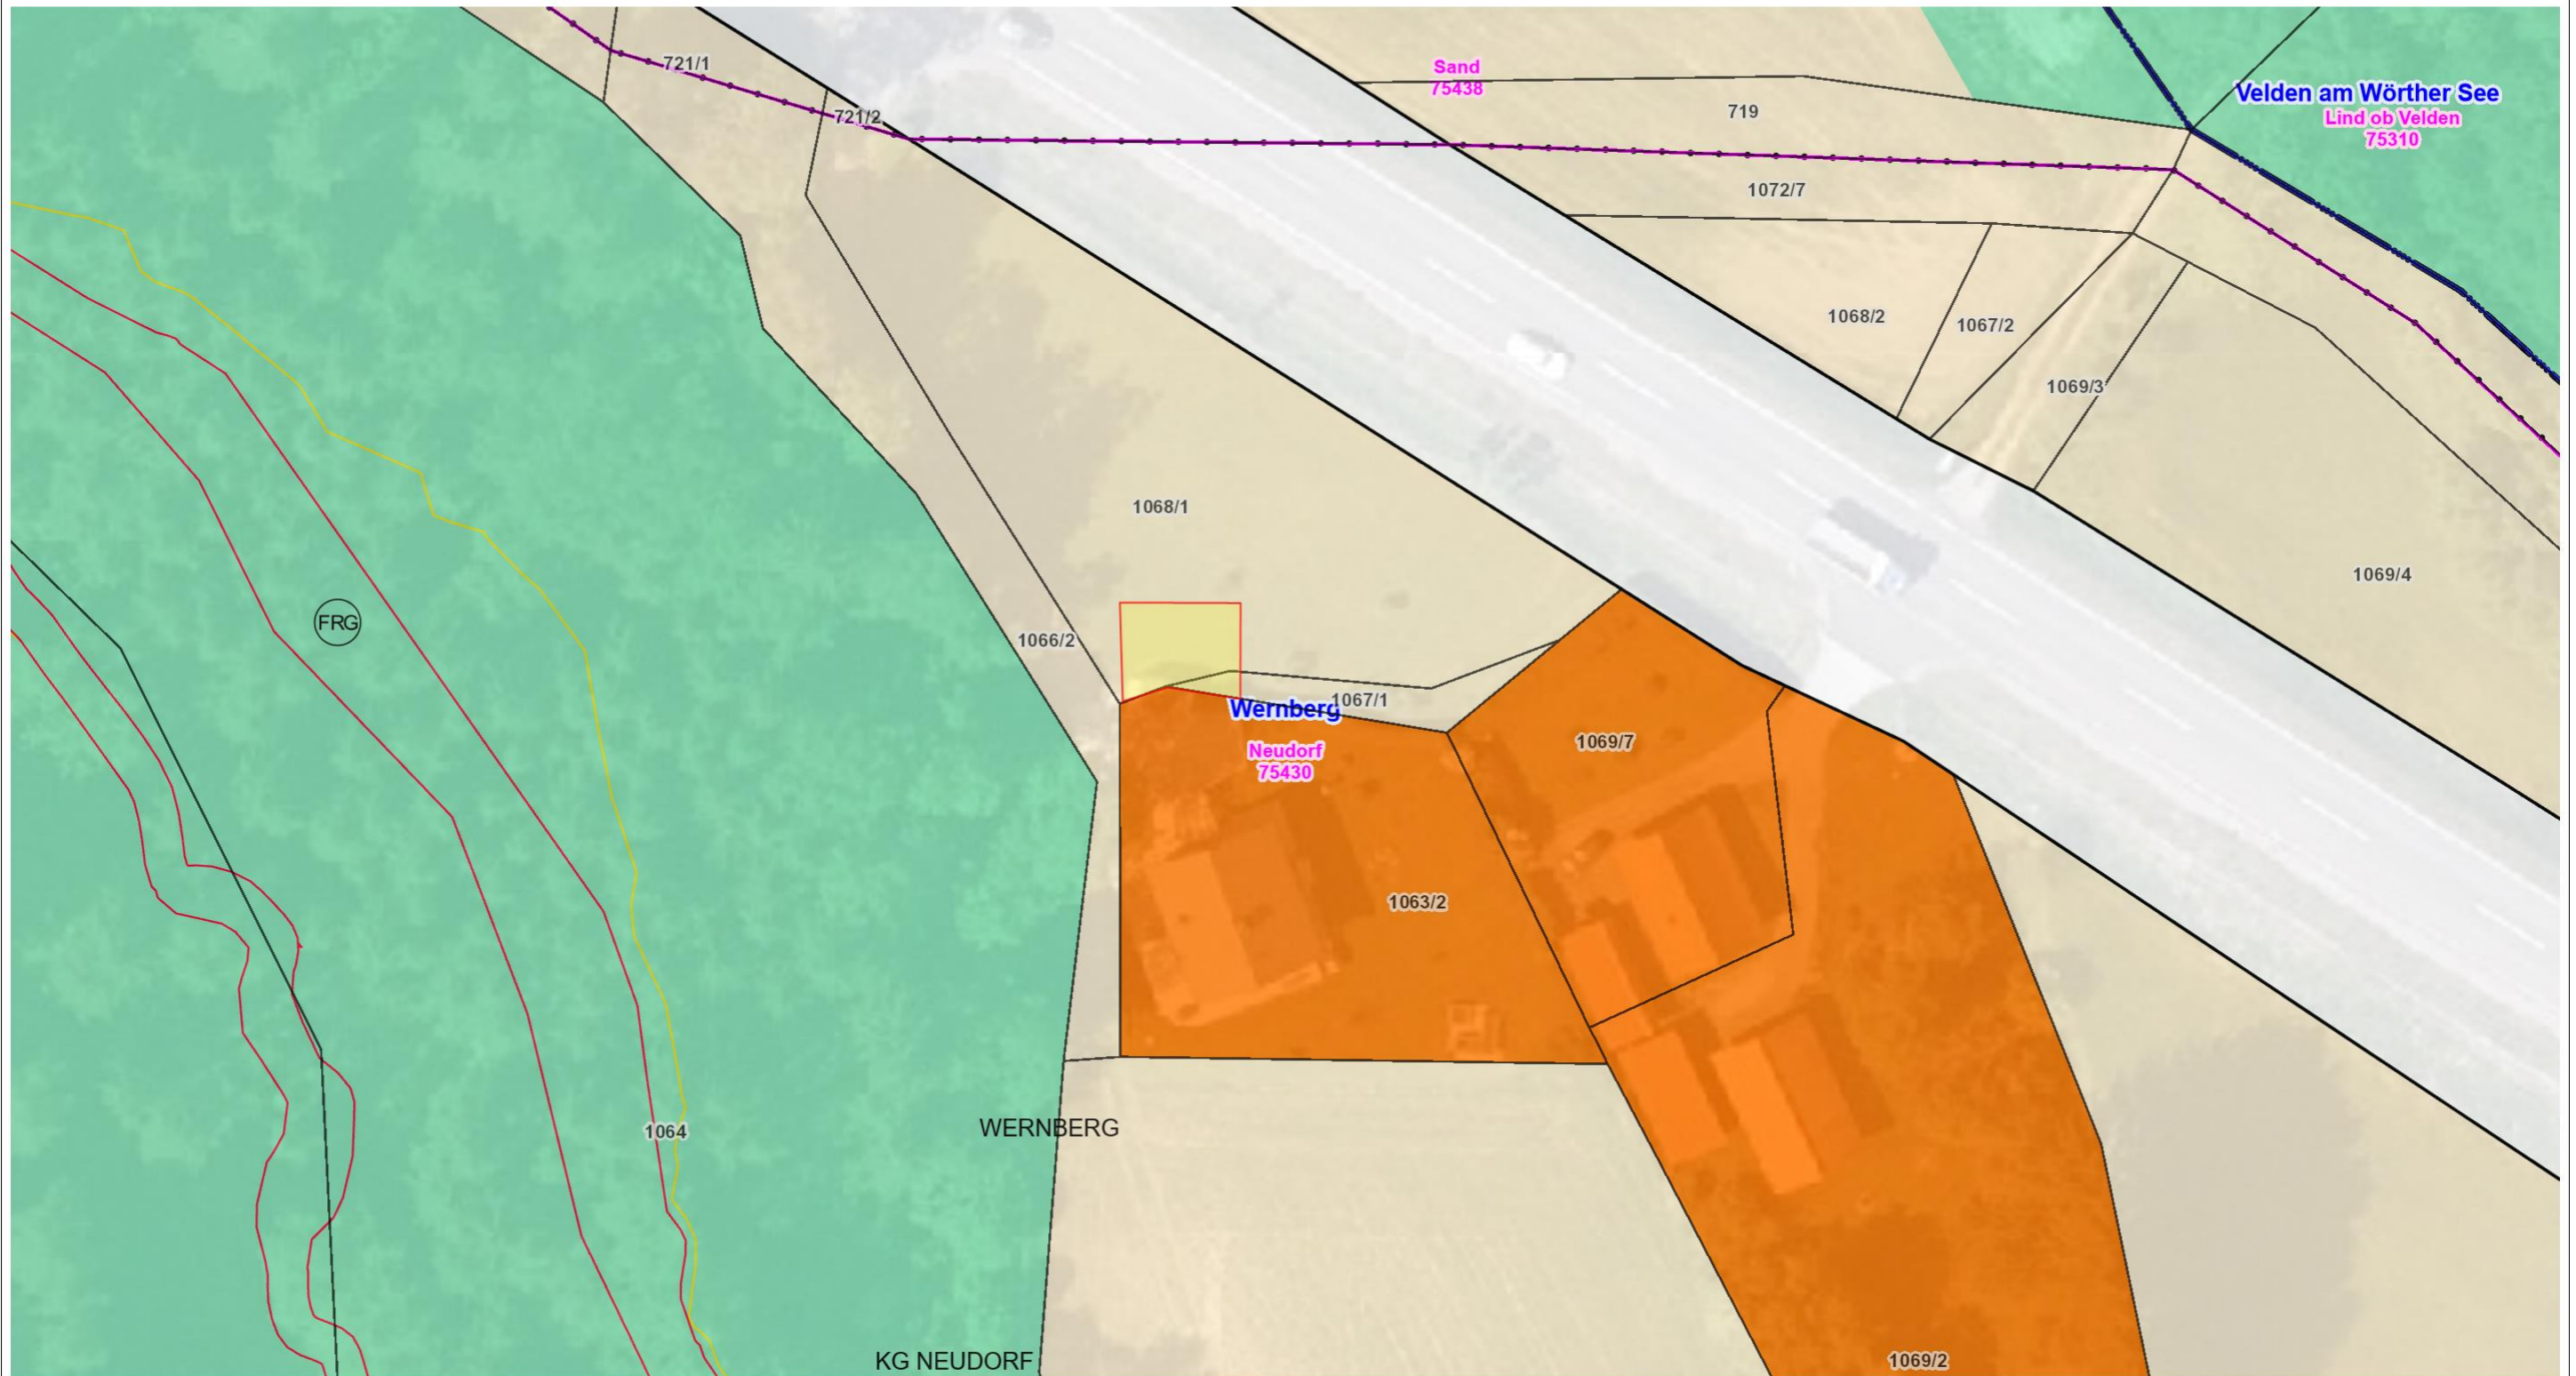 721/1
Sand
75438
Velden am Wörther See
Lind ob Velden
75310
721/2
719
1072/7
1068/2
1067/2
1069/3
1068/1
1069/4
FRG
1066/2
1067/1
Wernberg
Neudorf
75430
1069/7
1063/2
1064
WERNBERG
KG NEUDORF
1069/2